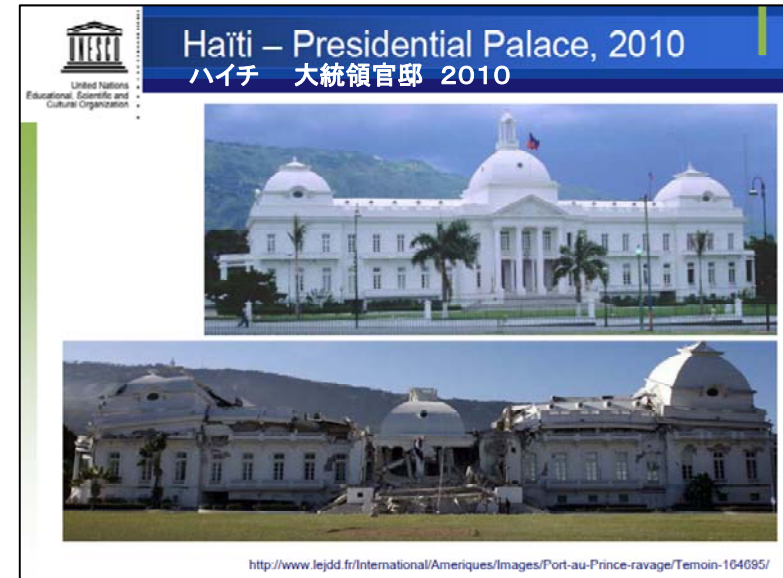 UNESCO
United Nations
Educational, Scientific and
Cultural Organization
Haïti – Presidential Palace, 2010
ハイチ 大統領官邸 2010
http://www.lejdd.fr/International/Ameriques/Images/Port-au-Prince-ravage/Temoin-164695/